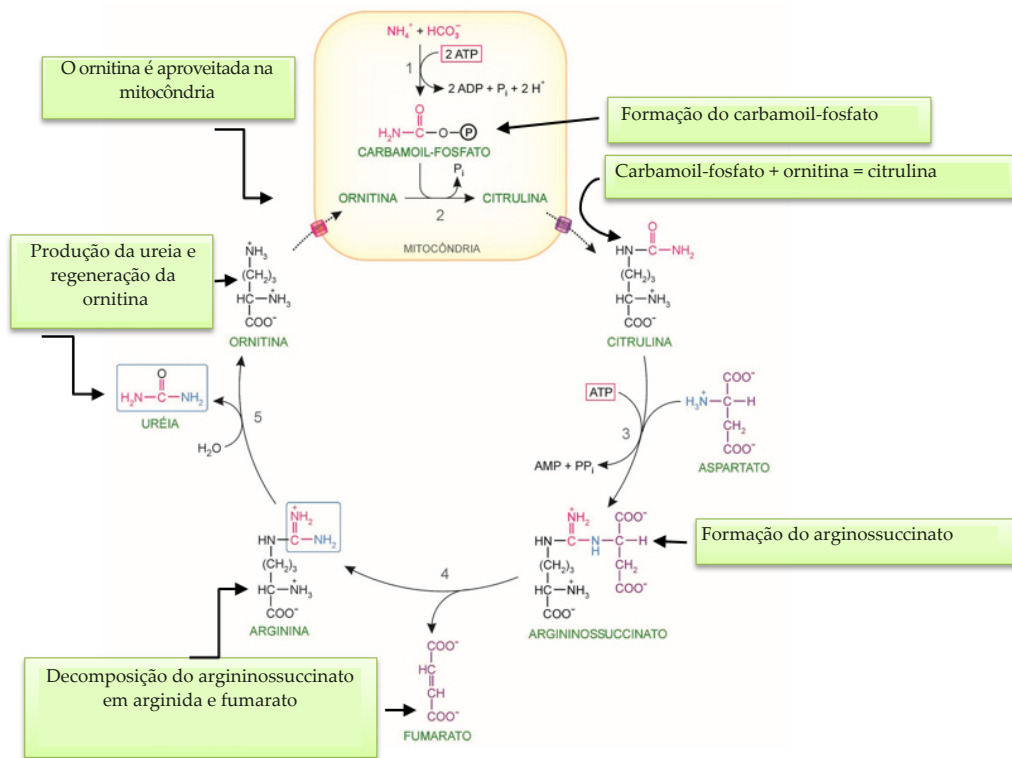 NH₄⁺ + HCO₃⁻
2 ATP
1
2 ADP + Pᵢ + 2 H⁺
O ornitina é aproveitada na
mitocôndria
O
H₂N—C—O—P
CARBAMOIL-FOSFATO
Formação do carbamoil-fosfato
Pᵢ
ORNITINA
2
CITRULINA
MITOCÔNDRIA
Carbamoil-fosfato + ornitina = citrulina
Produção da ureia e
regeneração da
ornitina
⁺NH₃
(CH₂)₃
HC—⁺NH₃
COO⁻
ORNITINA
O
HN—C—NH₂
(CH₂)₃
HC—⁺NH₃
COO⁻
CITRULINA
O
H₂N—C—NH₂
URÉIA
5
H₂O
ATP
3
AMP + PPᵢ
COO⁻
H₃⁺N—C—H
CH₂
COO⁻
ASPARTATO
⁺NH₂
HN—C—NH₂
(CH₂)₃
HC—⁺NH₃
COO⁻
ARGININA
4
⁺NH₂ COO⁻
HN—C—N—C—H
H
(CH₂)₃ CH₂
HC—⁺NH₃ COO⁻
COO⁻
ARGININOSSUCCINATO
Formação do arginossuccinato
Decomposição do argininossuccinato
em arginida e fumarato
COO⁻
HC
CH
COO⁻
FUMARATO